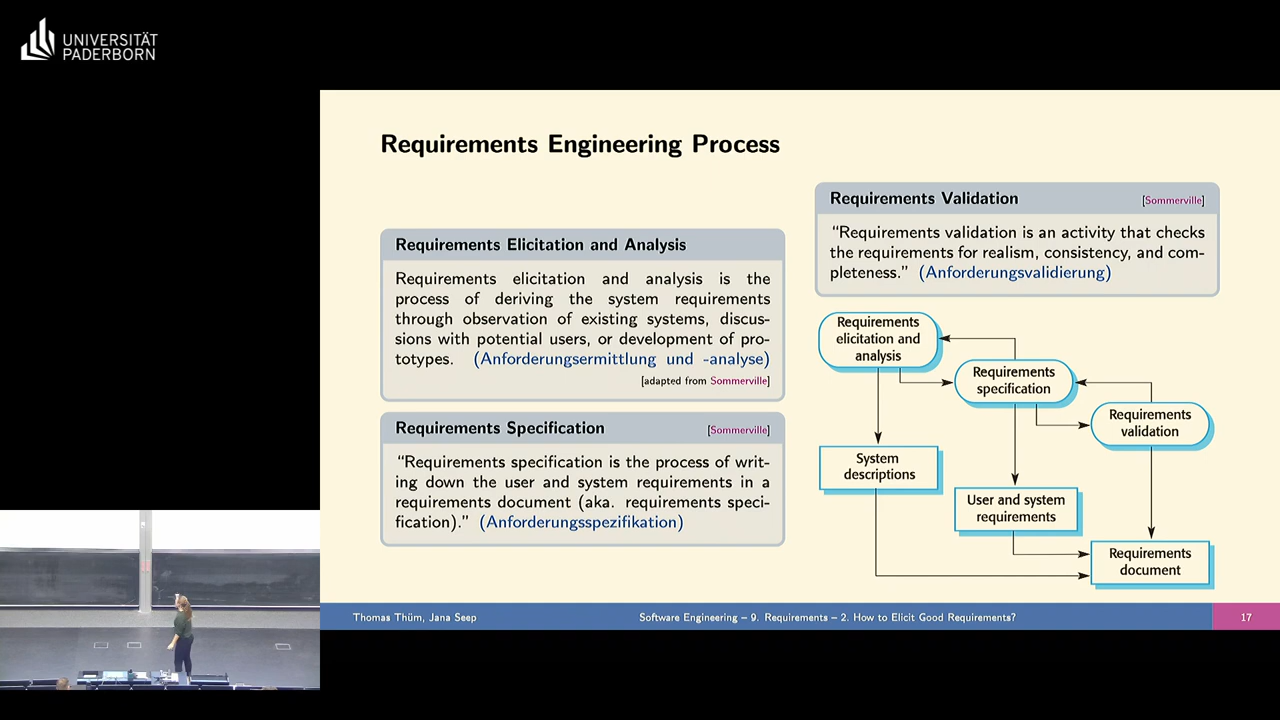 UNIVERSITÄT
PADERBORN
Requirements Engineering Process
Requirements Elicitation and Analysis
Requirements elicitation and analysis is the
process of deriving the system requirements
through observation of existing systems, discus-
sions with potential users, or development of pro-
totypes. (Anforderungsermittlung und -analyse)
[adapted from Sommerville]
Requirements Specification [Sommerville]
“Requirements specification is the process of writ-
ing down the user and system requirements in a
requirements document (aka. requirements speci-
fication).” (Anforderungsspezifikation)
Requirements Validation [Sommerville]
“Requirements validation is an activity that checks
the requirements for realism, consistency, and com-
pleteness.” (Anforderungsvalidierung)
Requirements
elicitation and
analysis
Requirements
specification
Requirements
validation
System
descriptions
User and system
requirements
Requirements
document
Thomas Thüm, Jana Seep
Software Engineering – 9. Requirements – 2. How to Elicit Good Requirements?
17